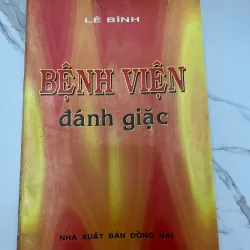 LÊ BÌNH
BỆNH VIỆN
đánh giặc
NHÀ XUẤT BẢN ĐỒNG NAI